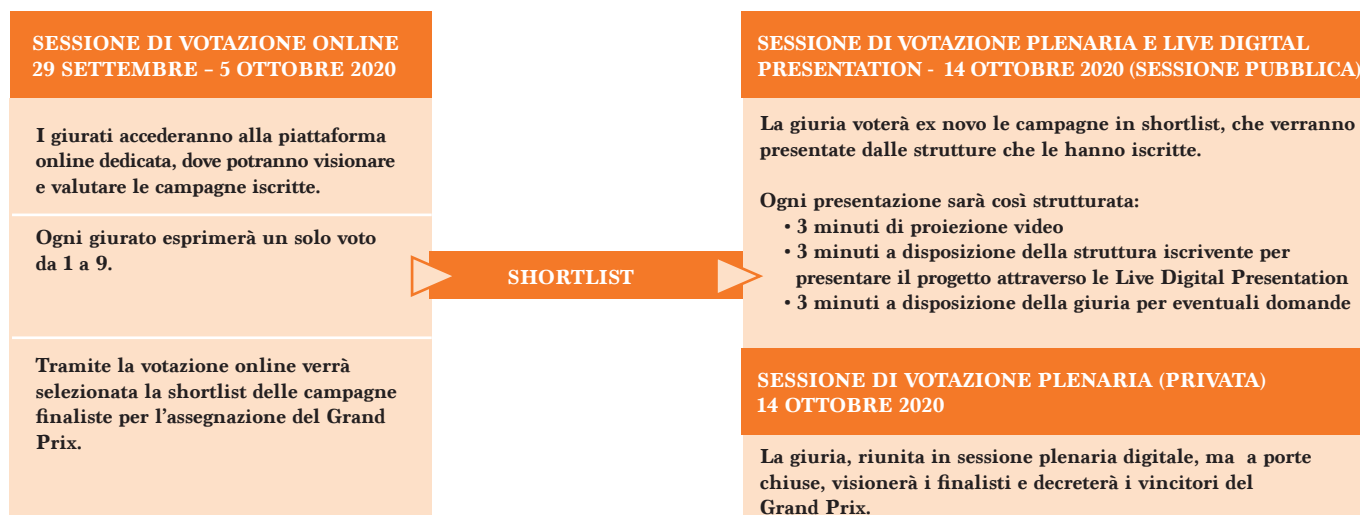 SESSIONE DI VOTAZIONE ONLINE
29 SETTEMBRE – 5 OTTOBRE 2020
I giurati accederanno alla piattaforma
online dedicata, dove potranno visionare
e valutare le campagne iscritte.
Ogni giurato esprimerà un solo voto
da 1 a 9.
Tramite la votazione online verrà
selezionata la shortlist delle campagne
finaliste per l'assegnazione del Grand
Prix.
SHORTLIST
SESSIONE DI VOTAZIONE PLENARIA E LIVE DIGITAL
PRESENTATION - 14 OTTOBRE 2020 (SESSIONE PUBBLICA)
La giuria voterà ex novo le campagne in shortlist, che verranno
presentate dalle strutture che le hanno iscritte.
Ogni presentazione sarà così strutturata:
• 3 minuti di proiezione video
• 3 minuti a disposizione della struttura iscrivente per
presentare il progetto attraverso le Live Digital Presentation
• 3 minuti a disposizione della giuria per eventuali domande
SESSIONE DI VOTAZIONE PLENARIA (PRIVATA)
14 OTTOBRE 2020
La giuria, riunita in sessione plenaria digitale, ma a porte
chiuse, visionerà i finalisti e decreterà i vincitori del
Grand Prix.